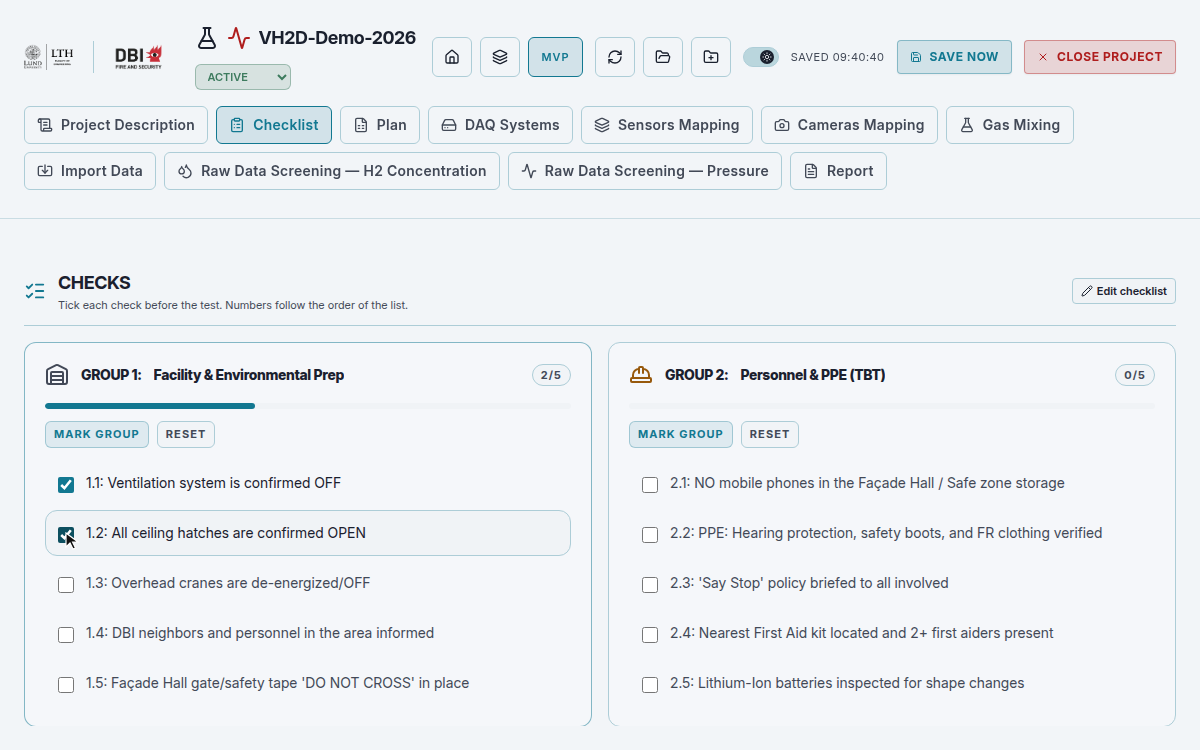 LUND
UNIVERSITY
LTH
DBI
FIRE AND SECURITY
VH2D-Demo-2026
ACTIVE
MVP
SAVED 09:40:40
SAVE NOW
CLOSE PROJECT
Project Description
Checklist
Plan
DAQ Systems
Sensors Mapping
Cameras Mapping
Gas Mixing
Import Data
Raw Data Screening — H2 Concentration
Raw Data Screening — Pressure
Report
CHECKS
Tick each check before the test. Numbers follow the order of the list.
Edit checklist
GROUP 1: Facility & Environmental Prep
2/5
MARK GROUP
RESET
1.1: Ventilation system is confirmed OFF
1.2: All ceiling hatches are confirmed OPEN
1.3: Overhead cranes are de-energized/OFF
1.4: DBI neighbors and personnel in the area informed
1.5: Façade Hall gate/safety tape 'DO NOT CROSS' in place
GROUP 2: Personnel & PPE (TBT)
0/5
MARK GROUP
RESET
2.1: NO mobile phones in the Façade Hall / Safe zone storage
2.2: PPE: Hearing protection, safety boots, and FR clothing verified
2.3: 'Say Stop' policy briefed to all involved
2.4: Nearest First Aid kit located and 2+ first aiders present
2.5: Lithium-Ion batteries inspected for shape changes